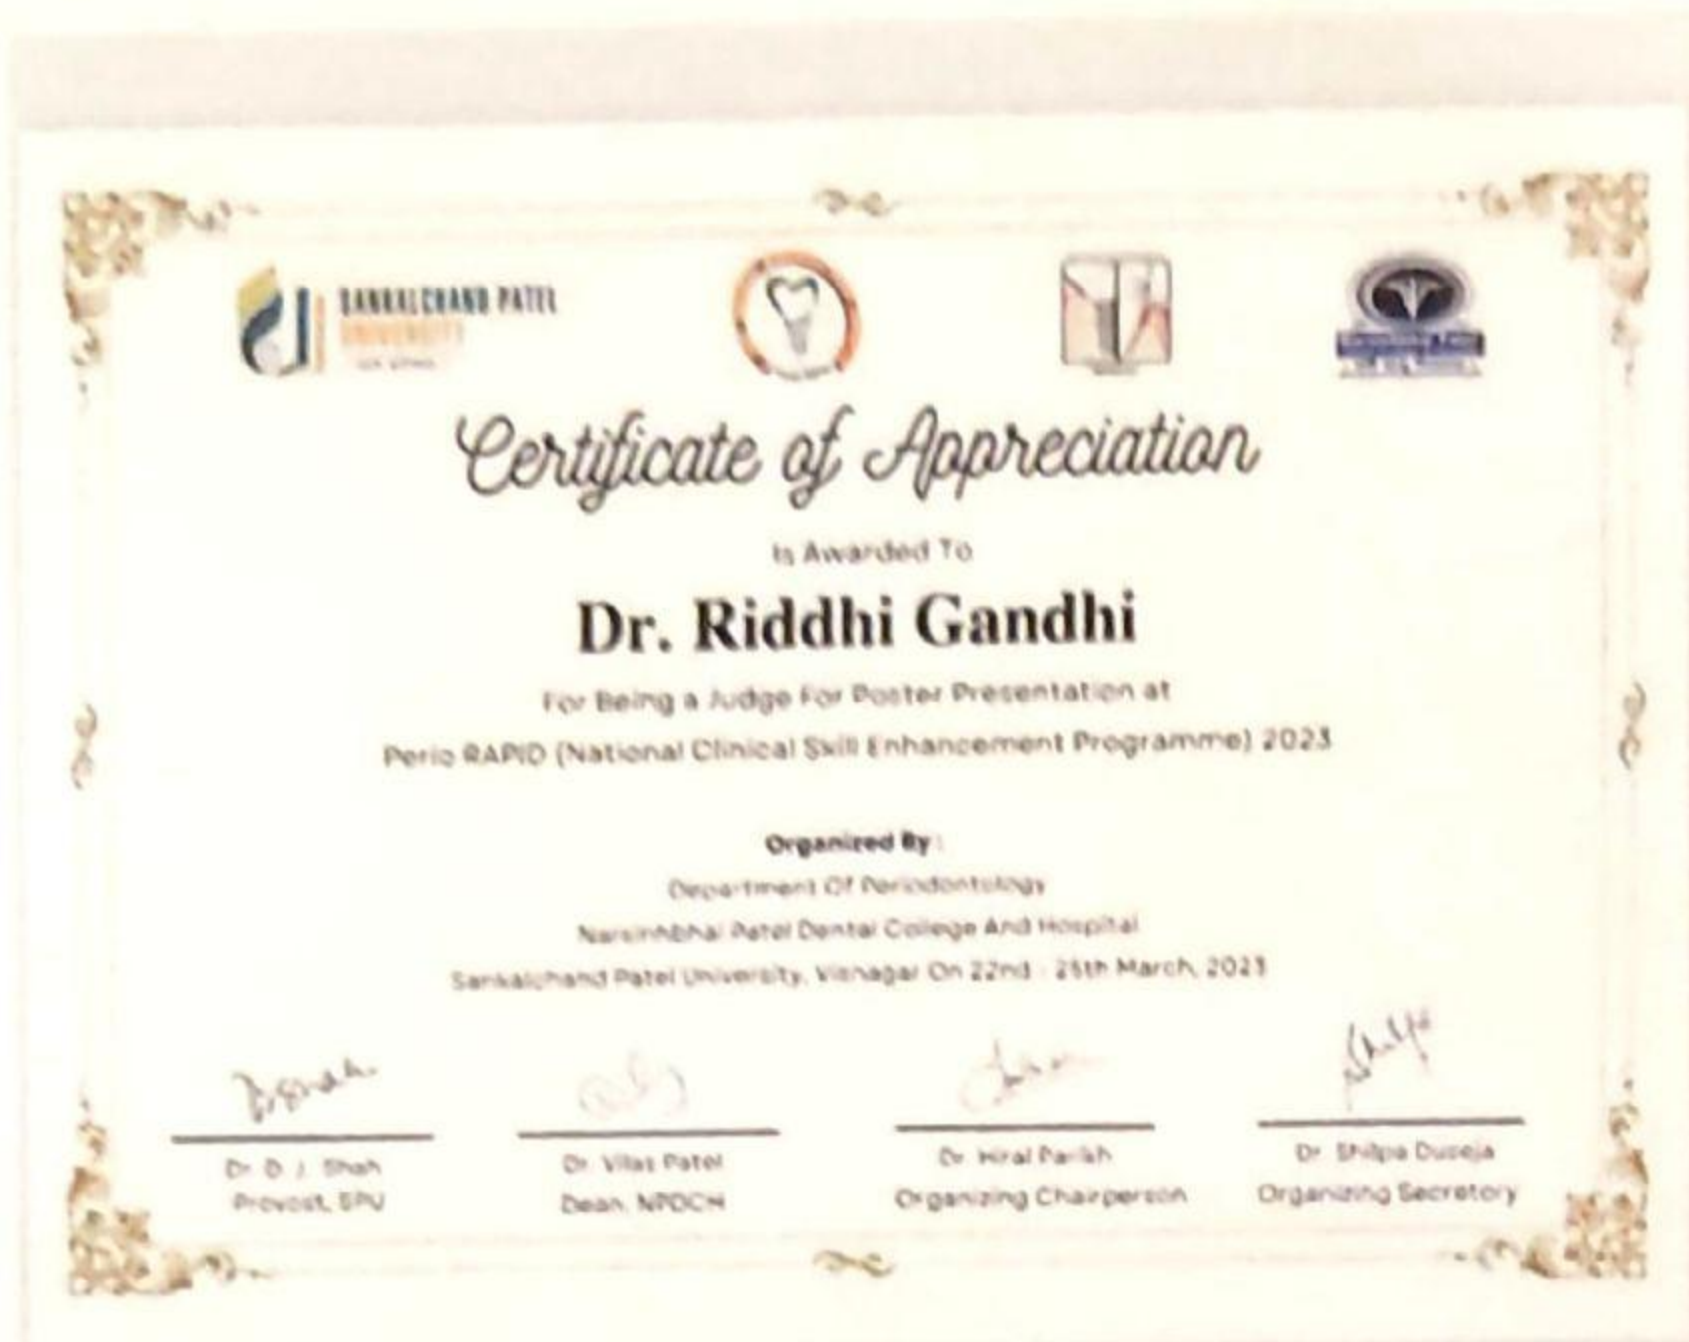 SANKALCHAND PATEL
UNIVERSITY
Certificate of Appreciation
Is Awarded To
Dr. Riddhi Gandhi
For Being a Judge For Poster Presentation at
Perio RAPID (National Clinical Skill Enhancement Programme) 2023
Organized By :
Department Of Periodontology
Narsinhbhai Patel Dental College And Hospital
Sankalchand Patel University, Visnagar On 22nd - 25th March, 2023
Dr. D. J. Shah
Provost, SPU
Dr. Vilas Patel
Dean, NPDCH
Dr. Hiral Parikh
Organizing Chairperson
Dr. Shilpa Duseja
Organizing Secretory